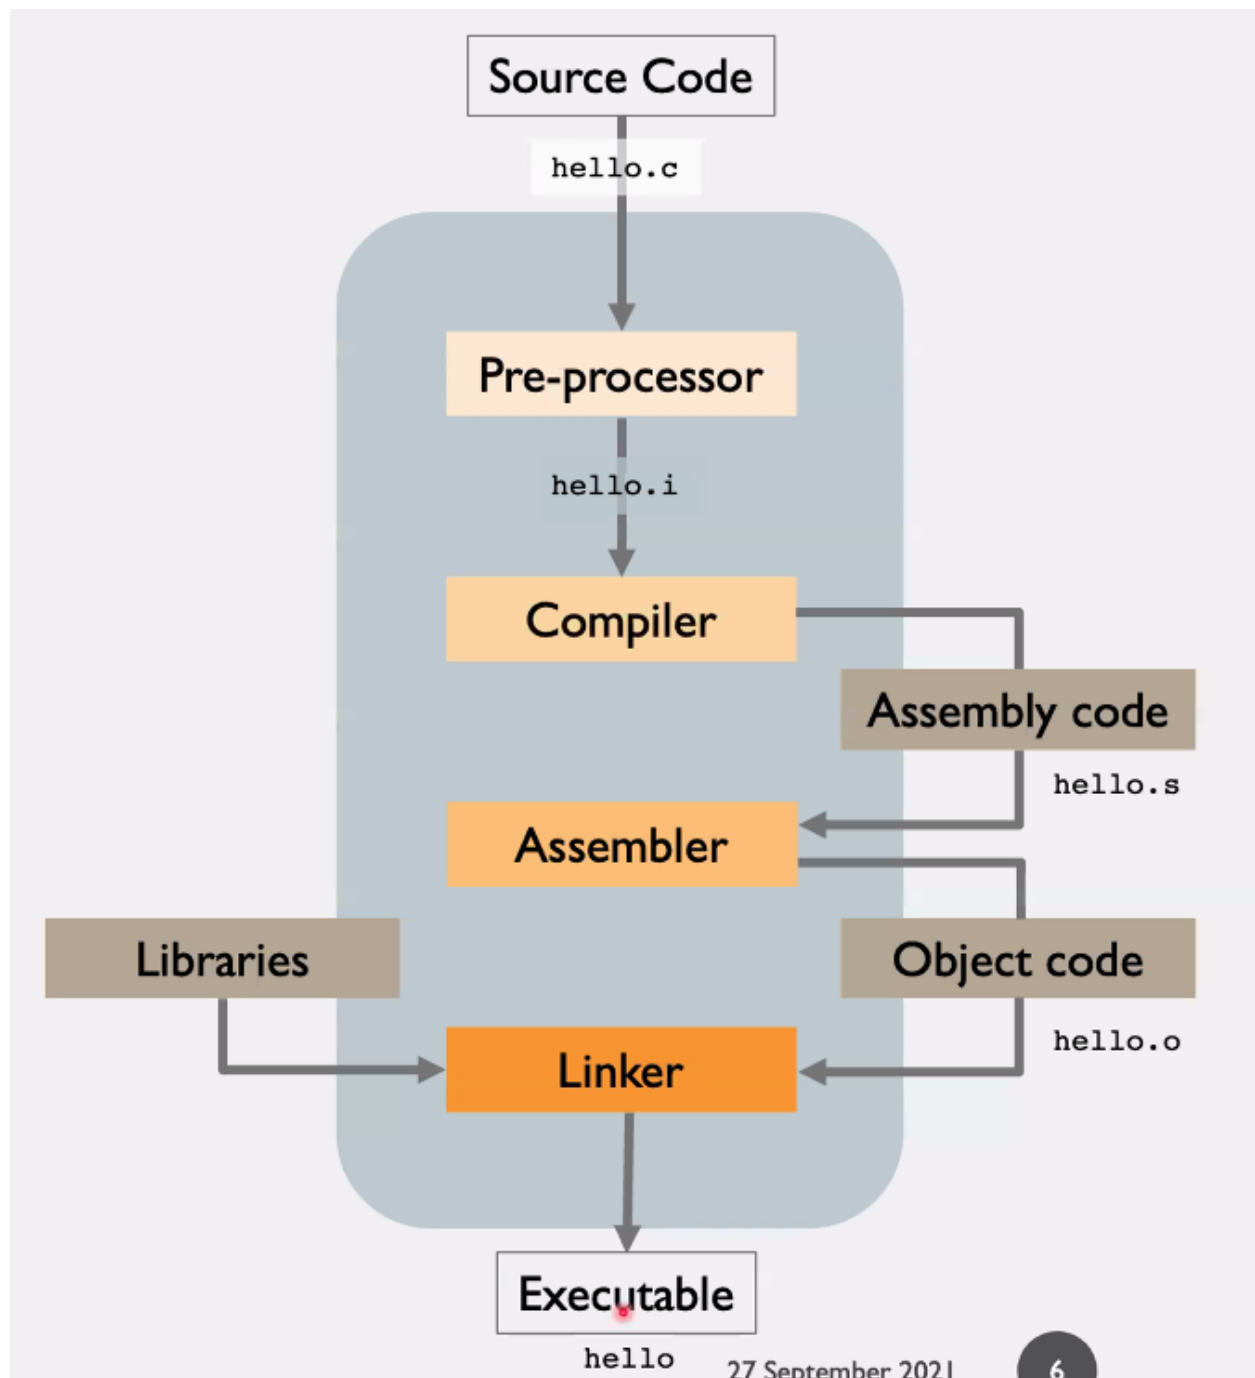 Source Code
hello.c
Pre-processor
hello.i
Compiler
Assembly code
hello.s
Assembler
Libraries
Object code
hello.o
Linker
Executable
hello
27 September 2021
6